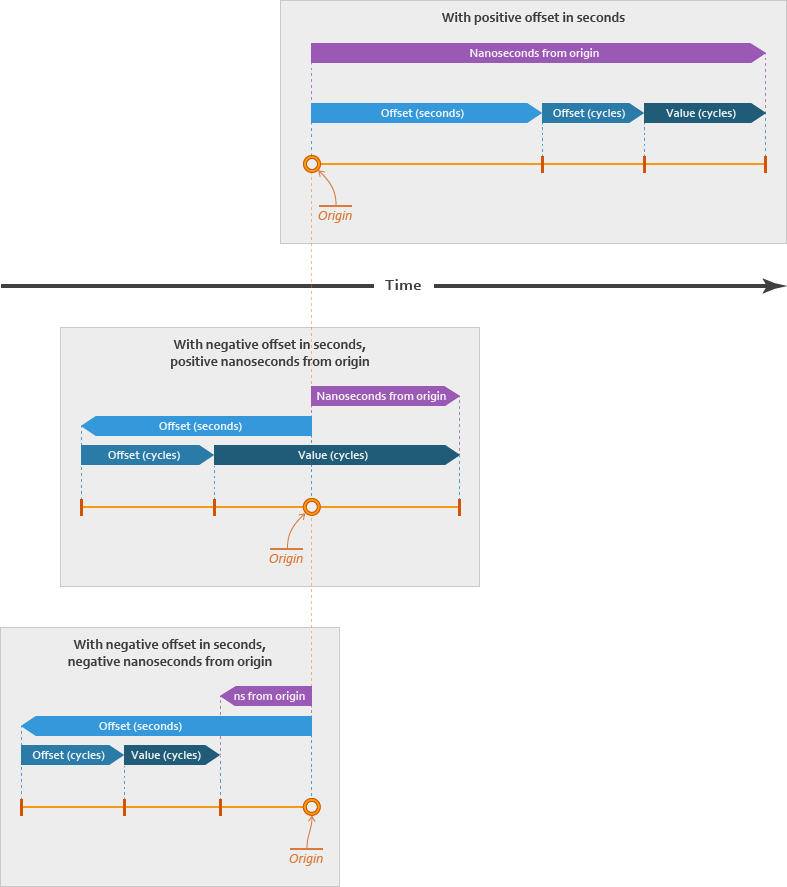 With positive offset in seconds
Nanoseconds from origin
Offset (seconds)
Offset (cycles)
Value (cycles)
Origin
Time
With negative offset in seconds,
positive nanoseconds from origin
Nanoseconds from origin
Offset (seconds)
Offset (cycles)
Value (cycles)
Origin
With negative offset in seconds,
negative nanoseconds from origin
ns from origin
Offset (seconds)
Offset (cycles)
Value (cycles)
Origin